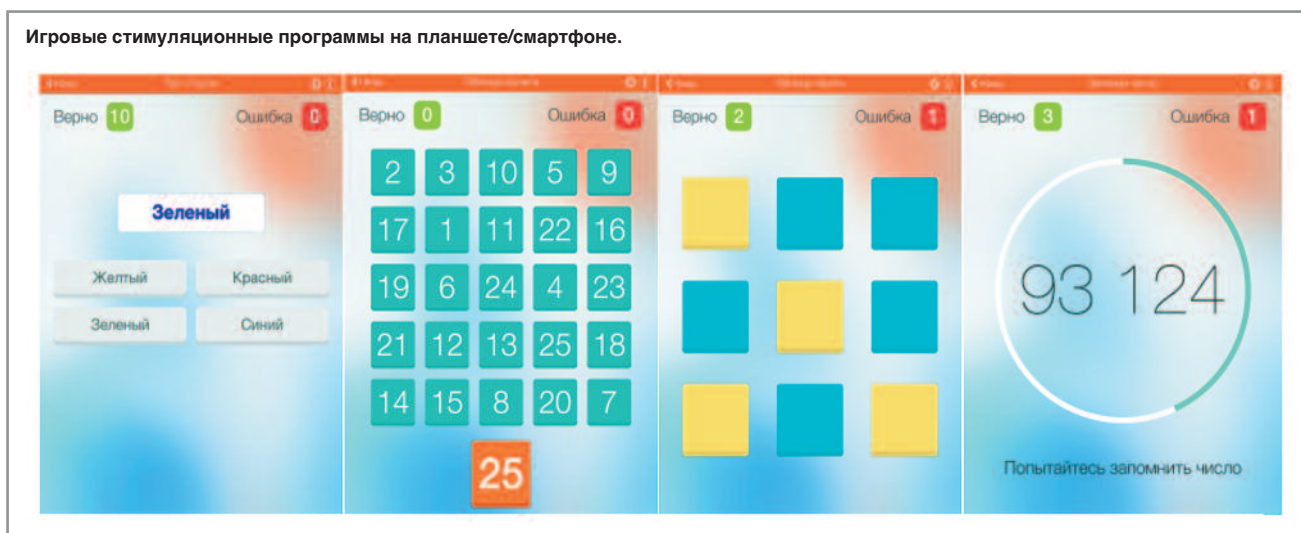 Игровые стимуляционные программы на планшете/смартфоне.
Верно 10 Ошибка 0
Зеленый
Желтый Красный
Зеленый Синий
Верно 0 Ошибка 0
2 3 10 5 9
17 1 11 22 16
19 6 24 4 23
21 12 13 25 18
14 15 8 20 7
25
Верно 2 Ошибка 1
Верно 3 Ошибка 1
93 124
Попытайтесь запомнить число